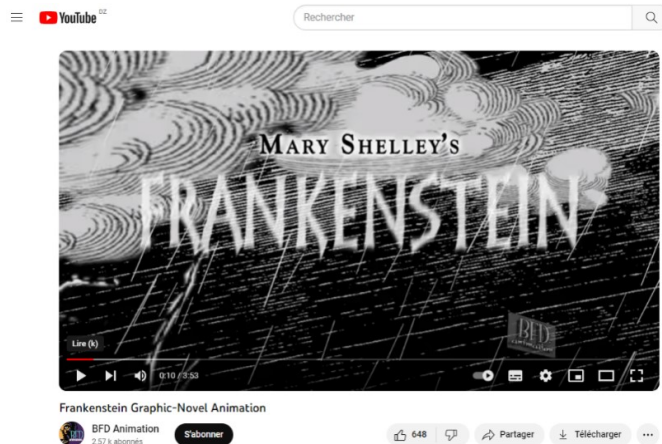 YouTube DZ
Rechercher
MARY SHELLEY'S
FRANKENSTEIN
BFD
Lire (k)
0:10 / 3:53
Frankenstein Graphic-Novel Animation
BFD Animation
2.57 k abonnés
S'abonner
648
Partager
Télécharger